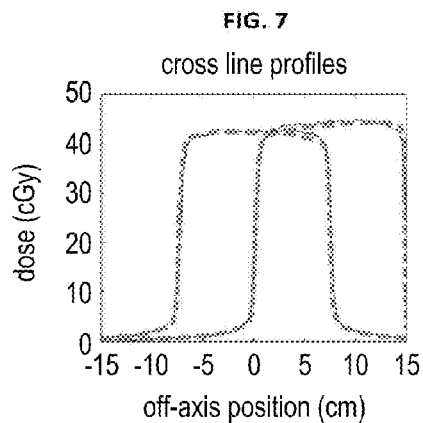 FIG. 7
cross line profiles
50
40
30
20
10
0
dose (cGy)
-15 -10 -5 0 5 10 15
off-axis position (cm)